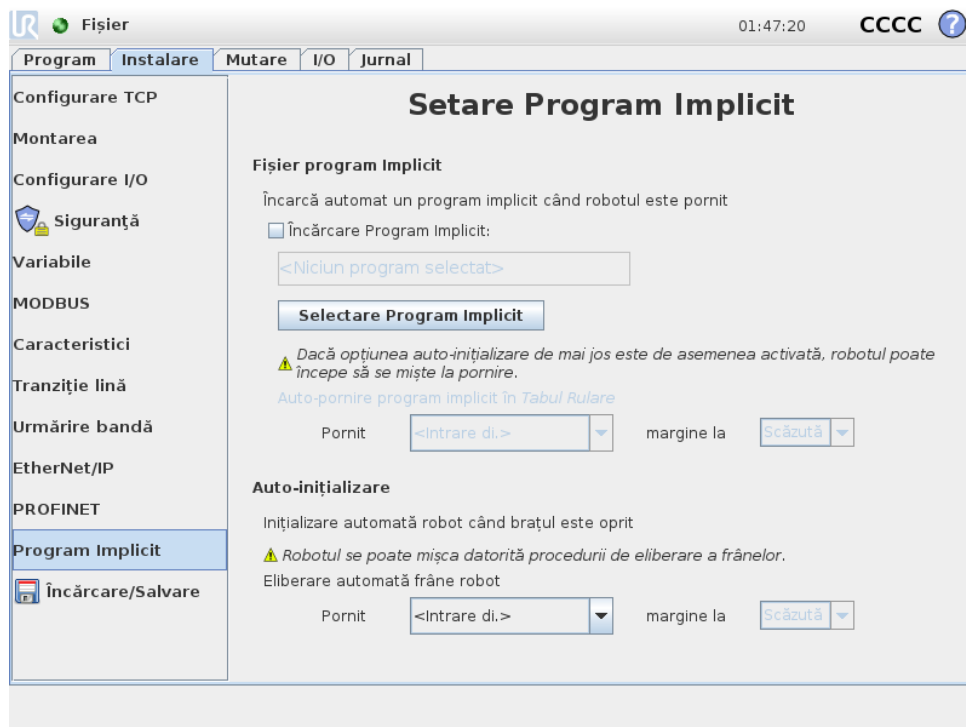 UR Fișier 01:47:20 CCCC ?
Program Instalare Mutare I/O Jurnal
Configurare TCP
Montarea
Configurare I/O
Siguranţă
Variabile
MODBUS
Caracteristici
Tranziție lină
Urmărire bandă
EtherNet/IP
PROFINET
Program Implicit
Încărcare/Salvare
Setare Program Implicit
Fișier program Implicit
Încarcă automat un program implicit când robotul este pornit
Încărcare Program Implicit:
<Niciun program selectat>
Selectare Program Implicit
Dacă opțiunea auto-inițializare de mai jos este de asemenea activată, robotul poate
începe să se miște la pornire.
Auto-pornire program implicit în Tabul Rulare
Pornit <Intrare di.> margine la Scăzută
Auto-inițializare
Inițializare automată robot când brațul este oprit
Robotul se poate mișca datorită procedurii de eliberare a frânelor.
Eliberare automată frâne robot
Pornit <Intrare di.> margine la Scăzută